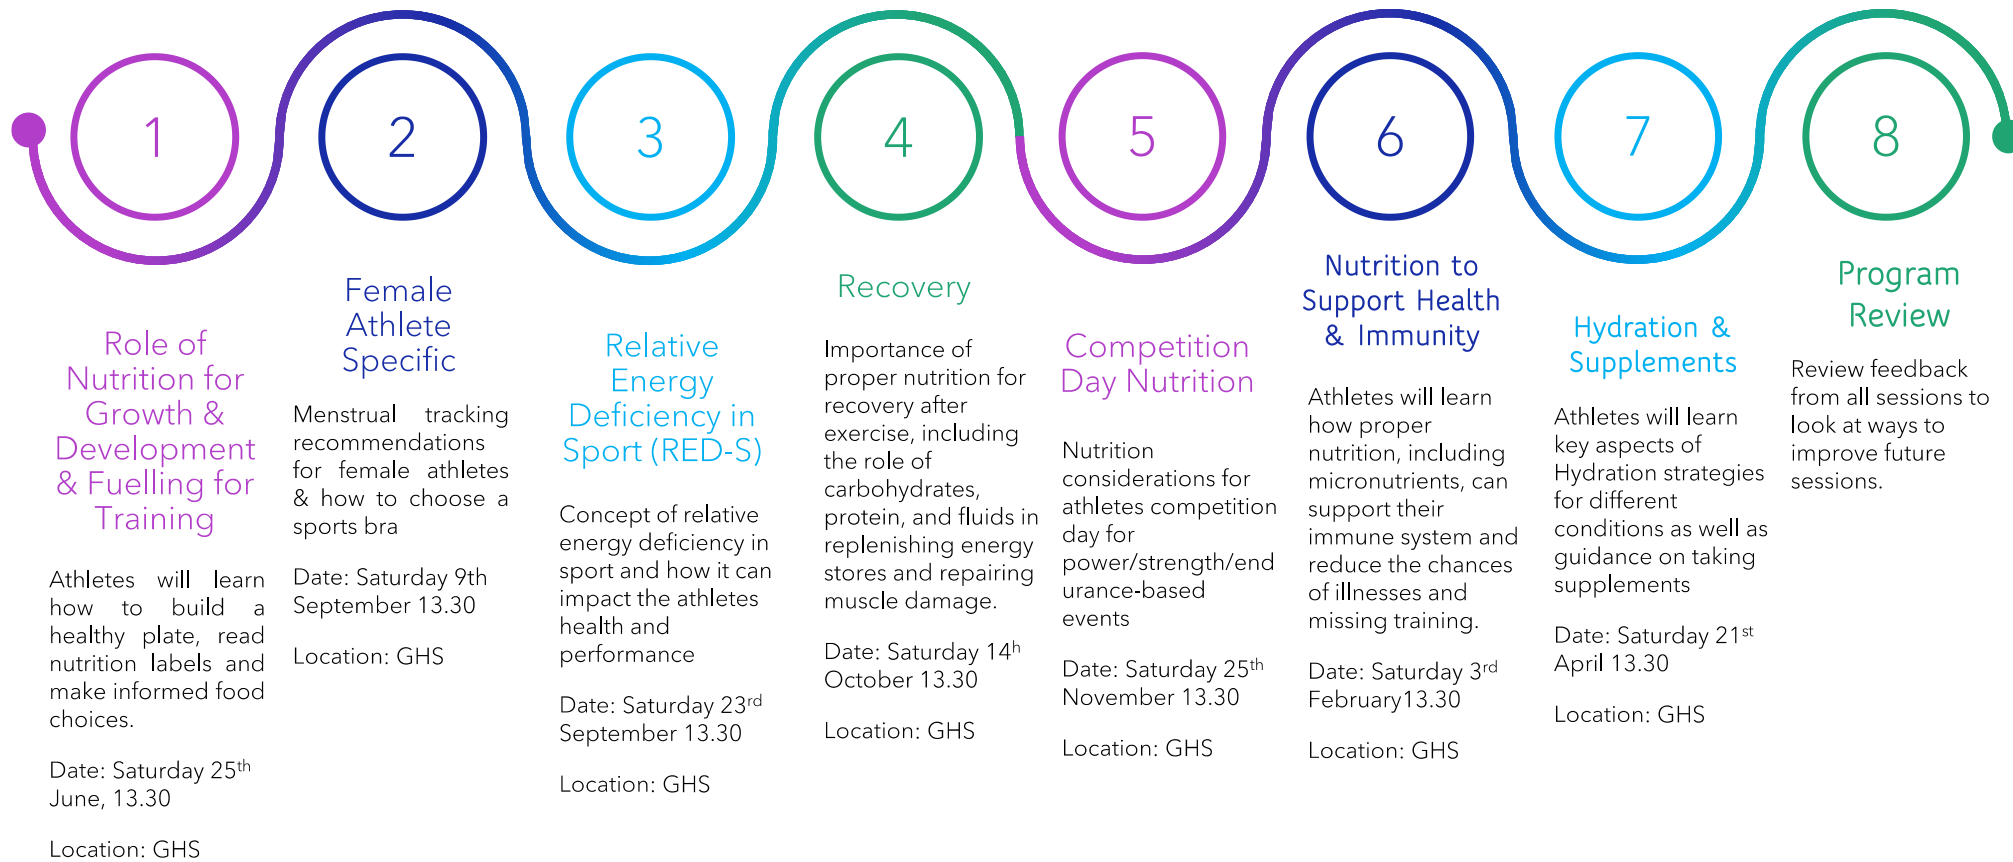 1
Role of
Nutrition for
Growth &
Development
& Fuelling for
Training
Athletes will learn
how to build a
healthy plate, read
nutrition labels and
make informed food
choices.
Date: Saturday 25th
June, 13.30
Location: GHS
2
Female
Athlete
Specific
Menstrual tracking
recommendations
for female athletes
& how to choose a
sports bra
Date: Saturday 9th
September 13.30
Location: GHS
3
Relative
Energy
Deficiency in
Sport (RED-S)
Concept of relative
energy deficiency in
sport and how it can
impact the athletes
health and
performance
Date: Saturday 23rd
September 13.30
Location: GHS
4
Recovery
Importance of
proper nutrition for
recovery after
exercise, including
the role of
carbohydrates,
protein, and fluids in
replenishing energy
stores and repairing
muscle damage.
Date: Saturday 14h
October 13.30
Location: GHS
5
Competition
Day Nutrition
Nutrition
considerations for
athletes competition
day for
power/strength/end
urance-based
events
Date: Saturday 25th
November 13.30
Location: GHS
6
Nutrition to
Support Health
& Immunity
Athletes will learn
how proper
nutrition, including
micronutrients, can
support their
immune system and
reduce the chances
of illnesses and
missing training.
Date: Saturday 3rd
February13.30
Location: GHS
7
Hydration &
Supplements
Athletes will learn
key aspects of
Hydration strategies
for different
conditions as well as
guidance on taking
supplements
Date: Saturday 21st
April 13.30
Location: GHS
8
Program
Review
Review feedback
from all sessions to
look at ways to
improve future
sessions.